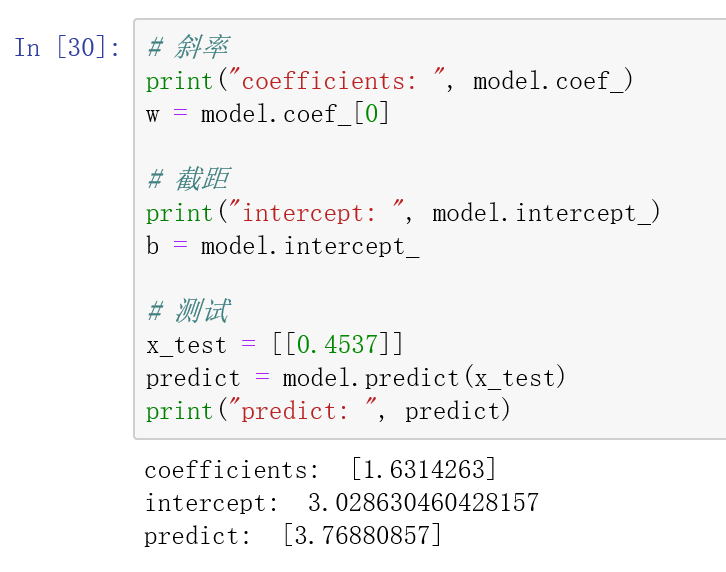 In [30]:
# 斜率
print("coefficients: ", model.coef_)
w = model.coef_[0]
# 截距
print("intercept: ", model.intercept_)
b = model.intercept_
# 测试
x_test = [[0.4537]]
predict = model.predict(x_test)
print("predict: ", predict)
coefficients:  [1.6314263]
intercept:  3.028630460428157
predict:  [3.76880857]